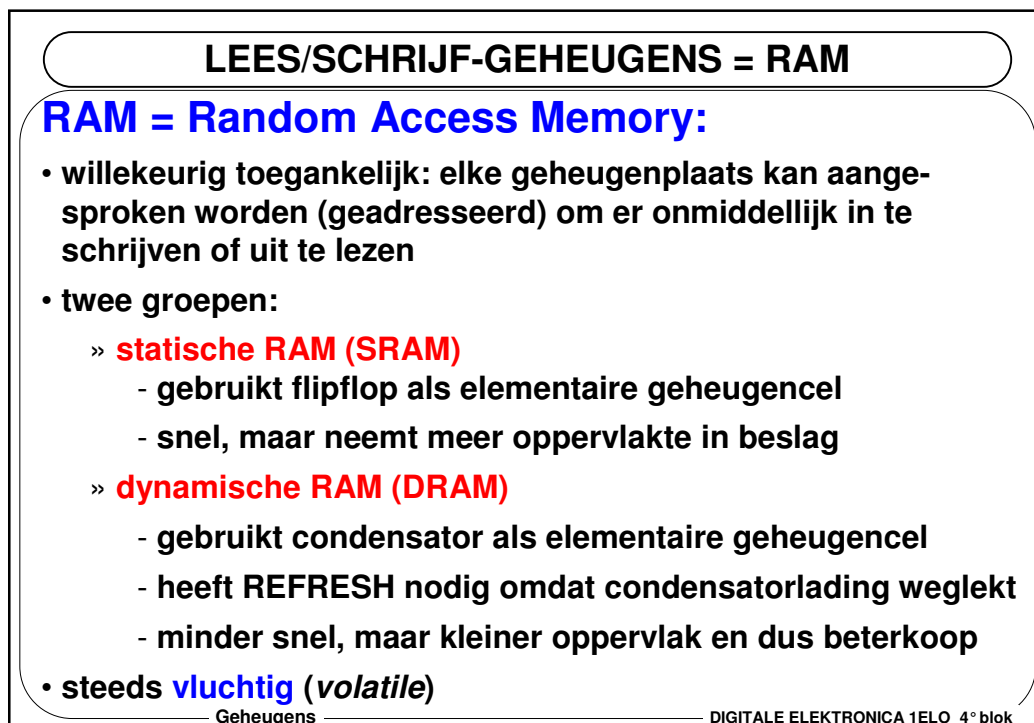 LEES/SCHRIJF-GEHEUGENS = RAM
RAM = Random Access Memory:
• willekeurig toegankelijk: elke geheugenplaats kan aange-
sproken worden (geadresseerd) om er onmiddellijk in te
schrijven of uit te lezen
• twee groepen:
» statische RAM (SRAM)
- gebruikt flipflop als elementaire geheugencel
- snel, maar neemt meer oppervlakte in beslag
» dynamische RAM (DRAM)
- gebruikt condensator als elementaire geheugencel
- heeft REFRESH nodig omdat condensatorlading weglekt
- minder snel, maar kleiner oppervlak en dus beterkoop
• steeds vluchtig (volatile)
Geheugens DIGITALE ELEKTRONICA 1ELO 4° blok